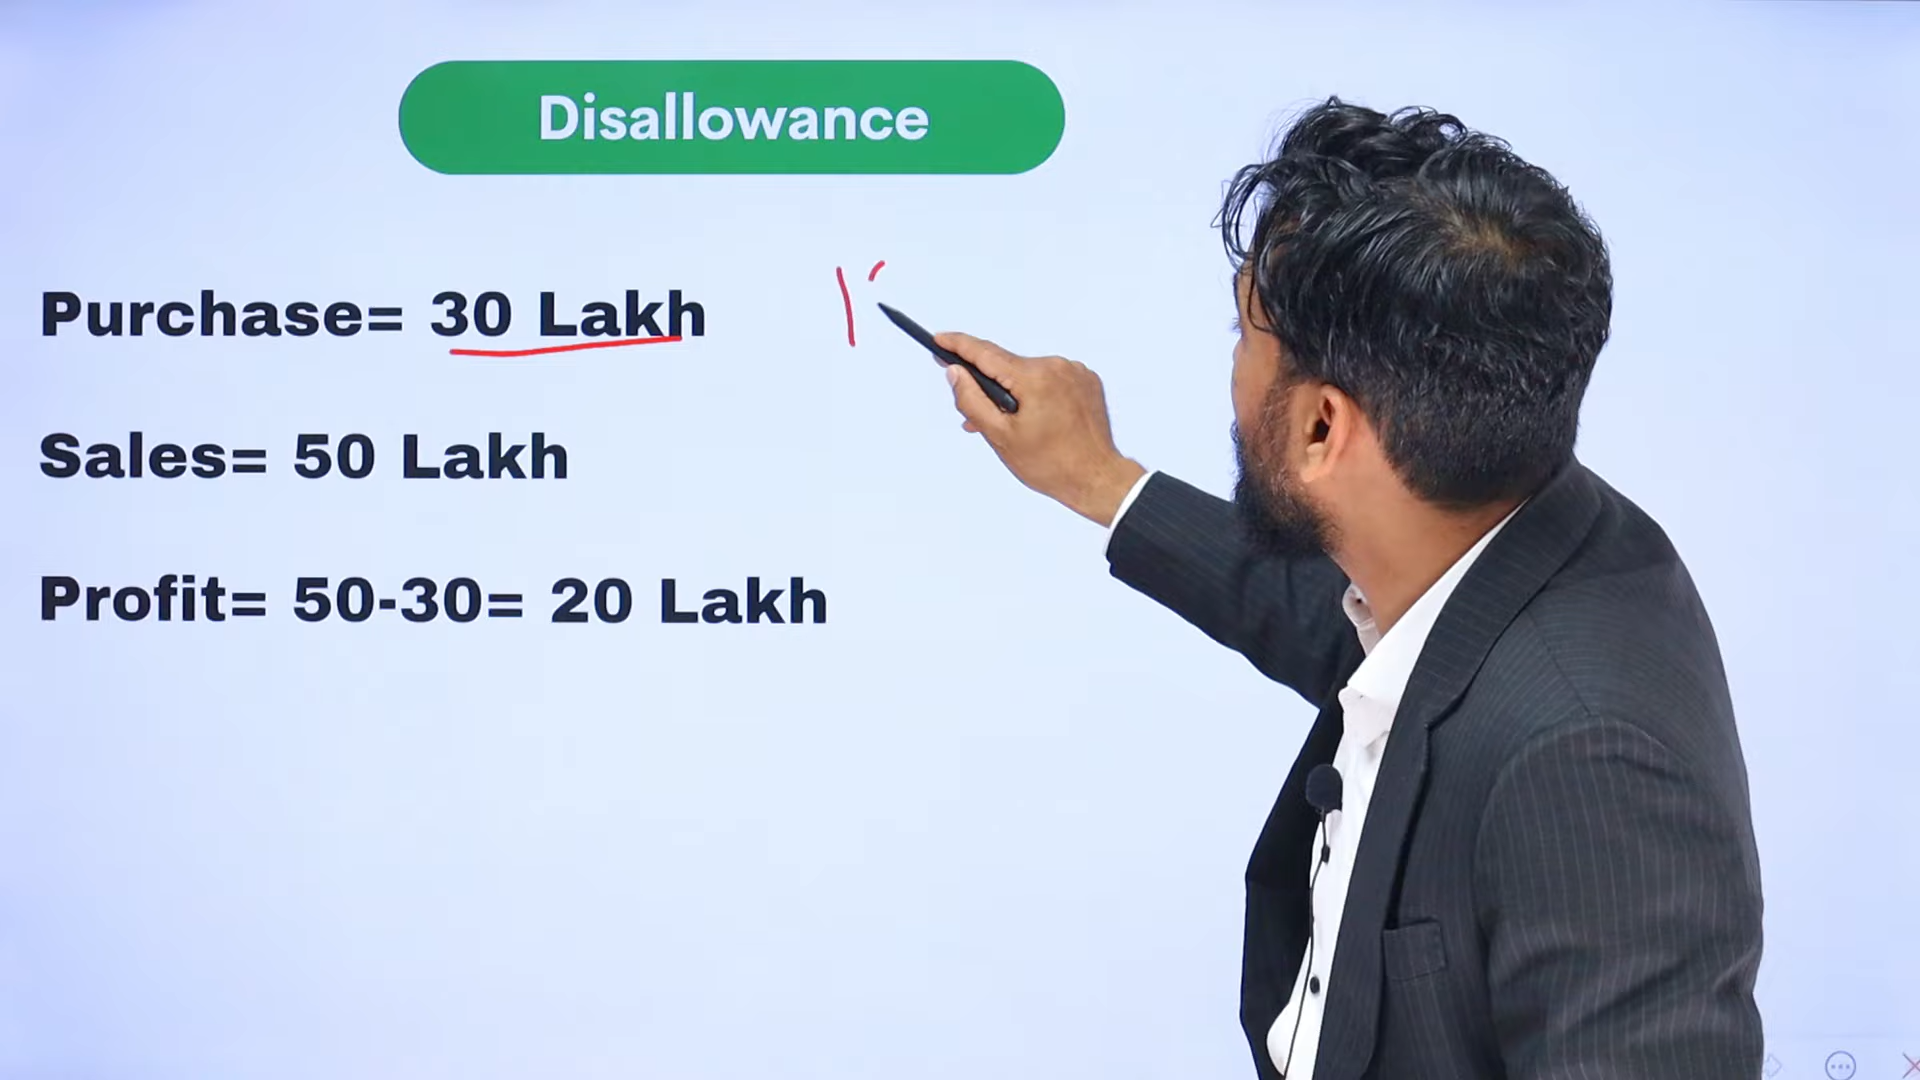 Disallowance
Purchase= 30 Lakh
Sales= 50 Lakh
Profit= 50-30= 20 Lakh